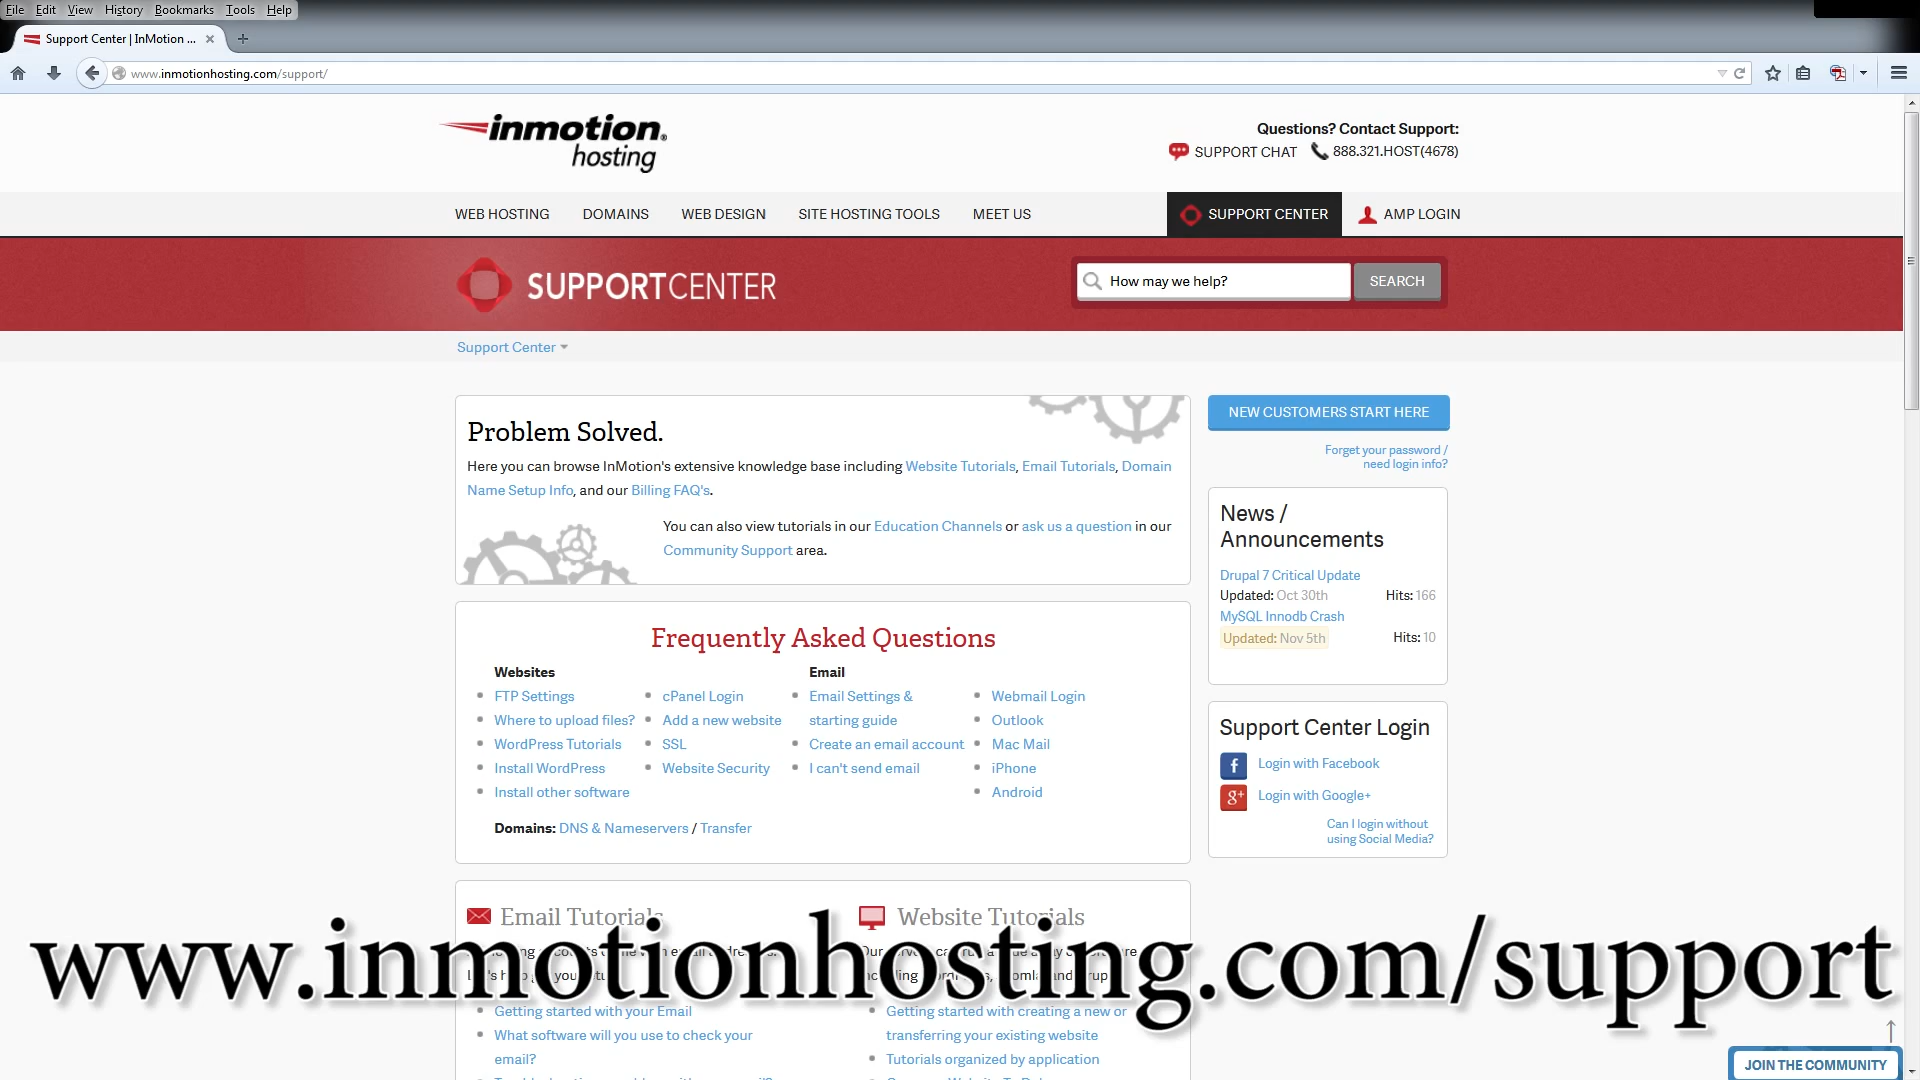 File Edit View History Bookmarks Tools Help
Support Center | InMotion ...
www.inmotionhosting.com/support/
inmotion®
hosting
Questions? Contact Support:
SUPPORT CHAT 888.321.HOST(4678)
WEB HOSTING DOMAINS WEB DESIGN SITE HOSTING TOOLS MEET US SUPPORT CENTER AMP LOGIN
SUPPORTCENTER
How may we help? SEARCH
Support Center
Problem Solved.
Here you can browse InMotion's extensive knowledge base including Website Tutorials, Email Tutorials, Domain
Name Setup Info, and our Billing FAQ's.
You can also view tutorials in our Education Channels or ask us a question in our
Community Support area.
NEW CUSTOMERS START HERE
Forget your password /
need login info?
News /
Announcements
Drupal 7 Critical Update
Updated: Oct 30th Hits: 166
MySQL Innodb Crash
Updated: Nov 5th Hits: 10
Frequently Asked Questions
Websites Email
FTP Settings cPanel Login Email Settings & Webmail Login
Where to upload files? Add a new website starting guide Outlook
WordPress Tutorials SSL Create an email account Mac Mail
Install WordPress Website Security I can't send email iPhone
Install other software Android
Domains: DNS & Nameservers / Transfer
Support Center Login
f Login with Facebook
g+ Login with Google+
Can I login without
using Social Media?
Email Tutorials Website Tutorials
www.inmotionhosting.com/support
Getting started with your Email Getting started with creating a new or
What software will you use to check your transferring your existing website
email? Tutorials organized by application
JOIN THE COMMUNITY